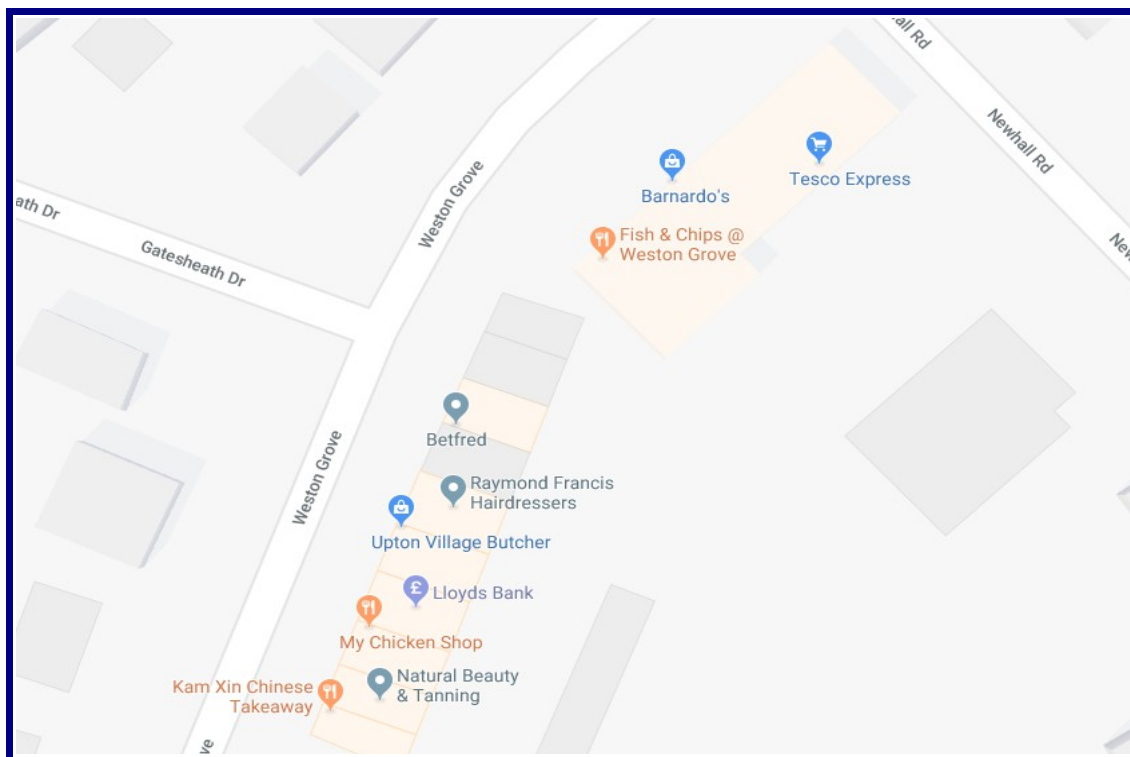 all Rd
Newhall Rd
New
Weston Grove
Tesco Express
Barnardo's
Fish & Chips @
Weston Grove
ath Dr
Gatesheath Dr
Betfred
Weston Grove
Raymond Francis
Hairdressers
Upton Village Butcher
£
Lloyds Bank
My Chicken Shop
Natural Beauty
& Tanning
Kam Xin Chinese
Takeaway
ve